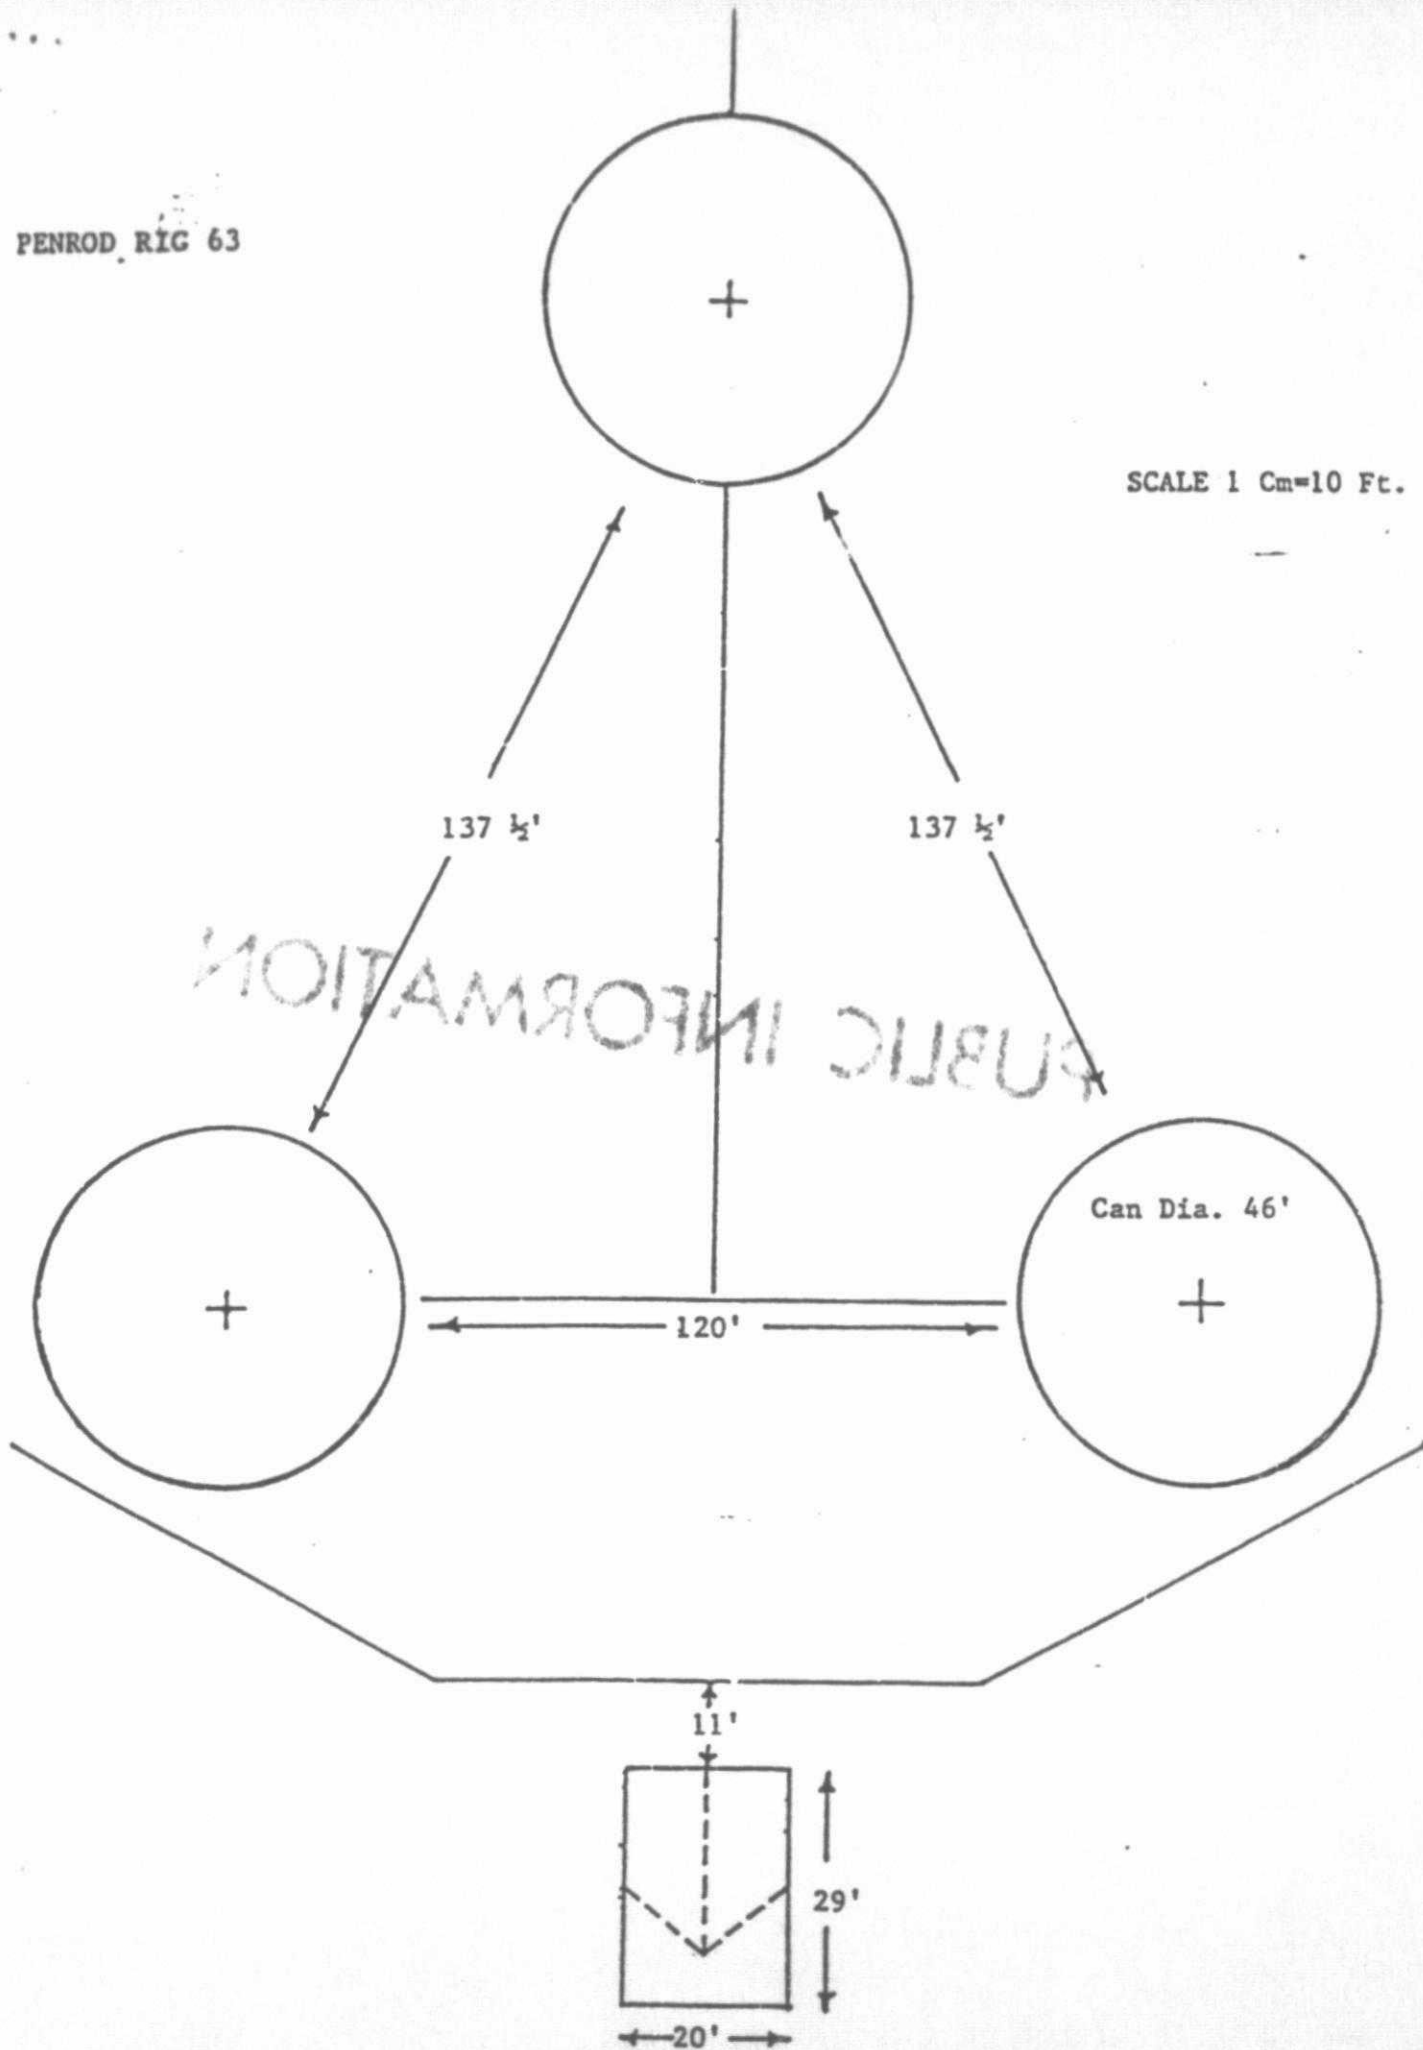 PENROD RIG 63
SCALE 1 Cm=10 Ft.
137 ½'
137 ½'
PUBLIC INFORMATION
Can Dia. 46'
120'
11'
29'
20'